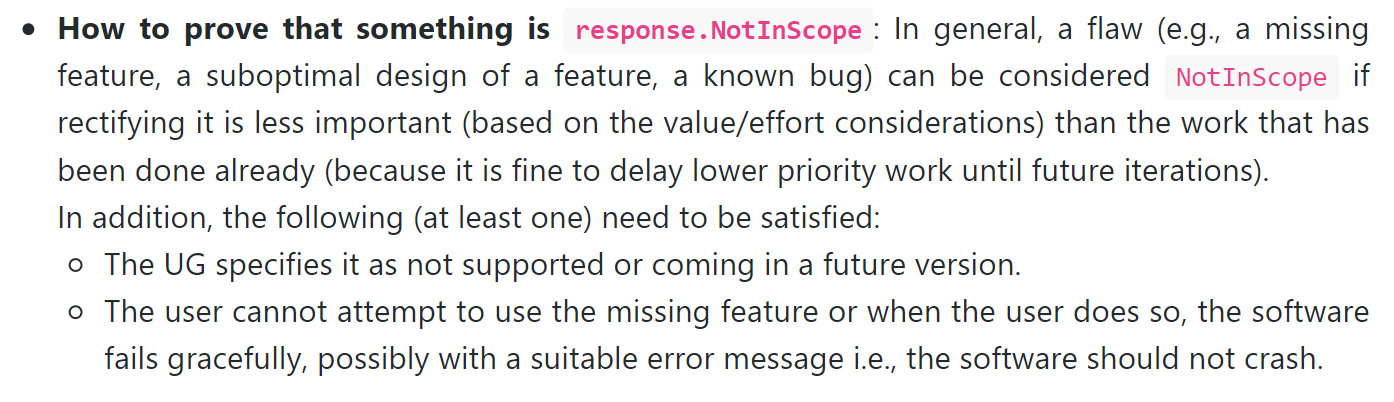 • How to prove that something is response.NotInScope: In general, a flaw (e.g., a missing
feature, a suboptimal design of a feature, a known bug) can be considered NotInScope if
rectifying it is less important (based on the value/effort considerations) than the work that has
been done already (because it is fine to delay lower priority work until future iterations).
In addition, the following (at least one) need to be satisfied:
○ The UG specifies it as not supported or coming in a future version.
○ The user cannot attempt to use the missing feature or when the user does so, the software
fails gracefully, possibly with a suitable error message i.e., the software should not crash.